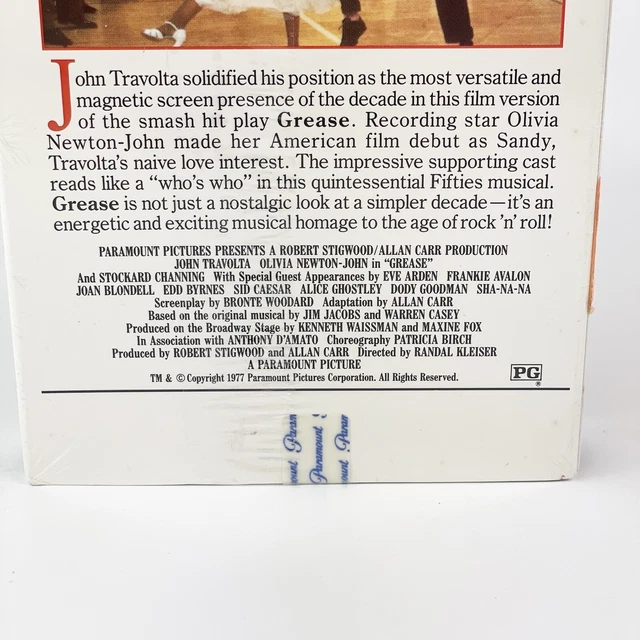 John Travolta solidified his position as the most versatile and
magnetic screen presence of the decade in this film version
of the smash hit play Grease. Recording star Olivia
Newton-John made her American film debut as Sandy,
Travolta's naive love interest. The impressive supporting cast
reads like a "who's who" in this quintessential Fifties musical.
Grease is not just a nostalgic look at a simpler decade—it's an
energetic and exciting musical homage to the age of rock 'n' roll!
PARAMOUNT PICTURES PRESENTS A ROBERT STIGWOOD/ALLAN CARR PRODUCTION
JOHN TRAVOLTA OLIVIA NEWTON-JOHN in "GREASE"
And STOCKARD CHANNING With Special Guest Appearances by EVE ARDEN FRANKIE AVALON
JOAN BLONDELL EDD BYRNES SID CAESAR ALICE GHOSTLEY DODY GOODMAN SHA-NA-NA
Screenplay by BRONTE WOODARD Adaptation by ALLAN CARR
Based on the original musical by JIM JACOBS and WARREN CASEY
Produced on the Broadway Stage by KENNETH WAISSMAN and MAXINE FOX
In Association with ANTHONY D'AMATO Choreography PATRICIA BIRCH
Produced by ROBERT STIGWOOD and ALLAN CARR Directed by RANDAL KLEISER
A PARAMOUNT PICTURE
TM & © Copyright 1977 Paramount Pictures Corporation. All Rights Reserved.
PG
®
ount Param
Paramount
ount Param